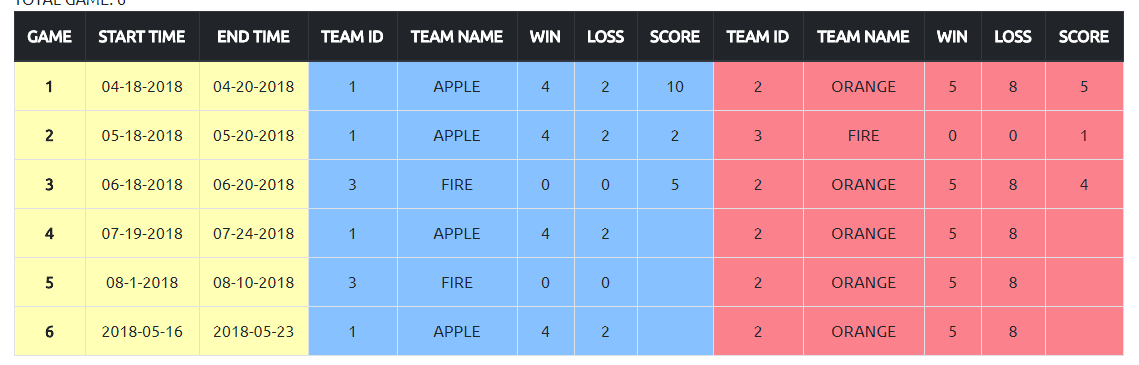 TOTAL GAME: 6
GAME START TIME END TIME TEAM ID TEAM NAME WIN LOSS SCORE TEAM ID TEAM NAME WIN LOSS SCORE
1 04-18-2018 04-20-2018 1 APPLE 4 2 10 2 ORANGE 5 8 5
2 05-18-2018 05-20-2018 1 APPLE 4 2 2 3 FIRE 0 0 1
3 06-18-2018 06-20-2018 3 FIRE 0 0 5 2 ORANGE 5 8 4
4 07-19-2018 07-24-2018 1 APPLE 4 2 2 ORANGE 5 8
5 08-1-2018 08-10-2018 3 FIRE 0 0 2 ORANGE 5 8
6 2018-05-16 2018-05-23 1 APPLE 4 2 2 ORANGE 5 8